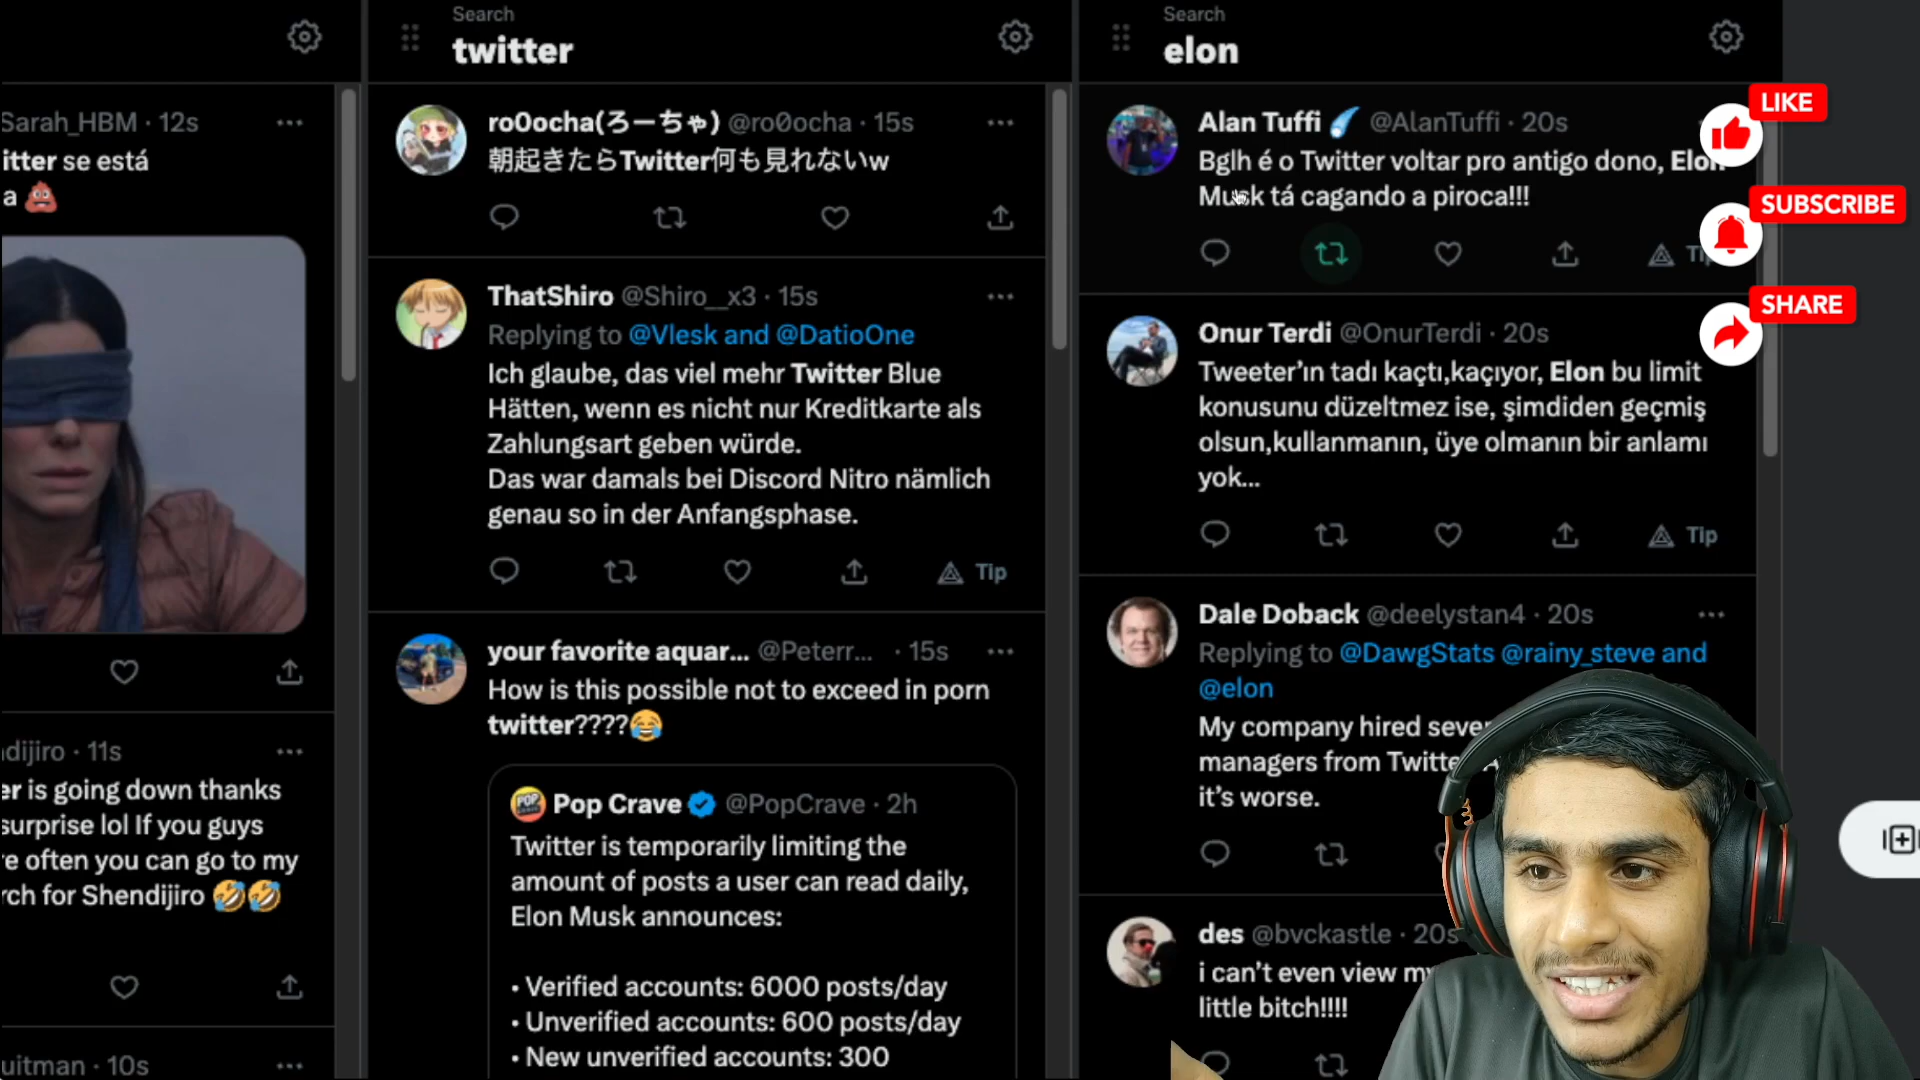 Sarah_HBM · 12s
itter se está
a 💩
dijiro · 11s
er is going down thanks
surprise lol If you guys
re often you can go to my
rch for Shendijiro 🤣🤣
uitman · 10s
Search
twitter
ro0ocha(ろーちゃ) @ro0ocha · 15s
朝起きたらTwitter何も見れないw
ThatShiro @Shiro__x3 · 15s
Replying to @Vlesk and @DatioOne
Ich glaube, das viel mehr Twitter Blue
Hätten, wenn es nicht nur Kreditkarte als
Zahlungsart geben würde.
Das war damals bei Discord Nitro nämlich
genau so in der Anfangsphase.
Tip
your favorite aquar... @Peterr... · 15s
How is this possible not to exceed in porn
twitter????😂
Pop Crave @PopCrave · 2h
Twitter is temporarily limiting the
amount of posts a user can read daily,
Elon Musk announces:
• Verified accounts: 6000 posts/day
• Unverified accounts: 600 posts/day
• New unverified accounts: 300
Search
elon
Alan Tuffi ☄️ @AlanTuffi · 20s
Bglh é o Twitter voltar pro antigo dono, Elon
Musk tá cagando a piroca!!!
Onur Terdi @OnurTerdi · 20s
Tweeter’ın tadı kaçtı,kaçıyor, Elon bu limit
konusunu düzeltmez ise, şimdiden geçmiş
olsun,kullanmanın, üye olmanın bir anlamı
yok...
Tip
Dale Doback @deelystan4 · 20s
Replying to @DawgStats @rainy_steve and
@elon
My company hired seve
managers from Twitte
it’s worse.
des @bvckastle · 20s
i can’t even view my
little bitch!!!!
LIKE
SUBSCRIBE
SHARE